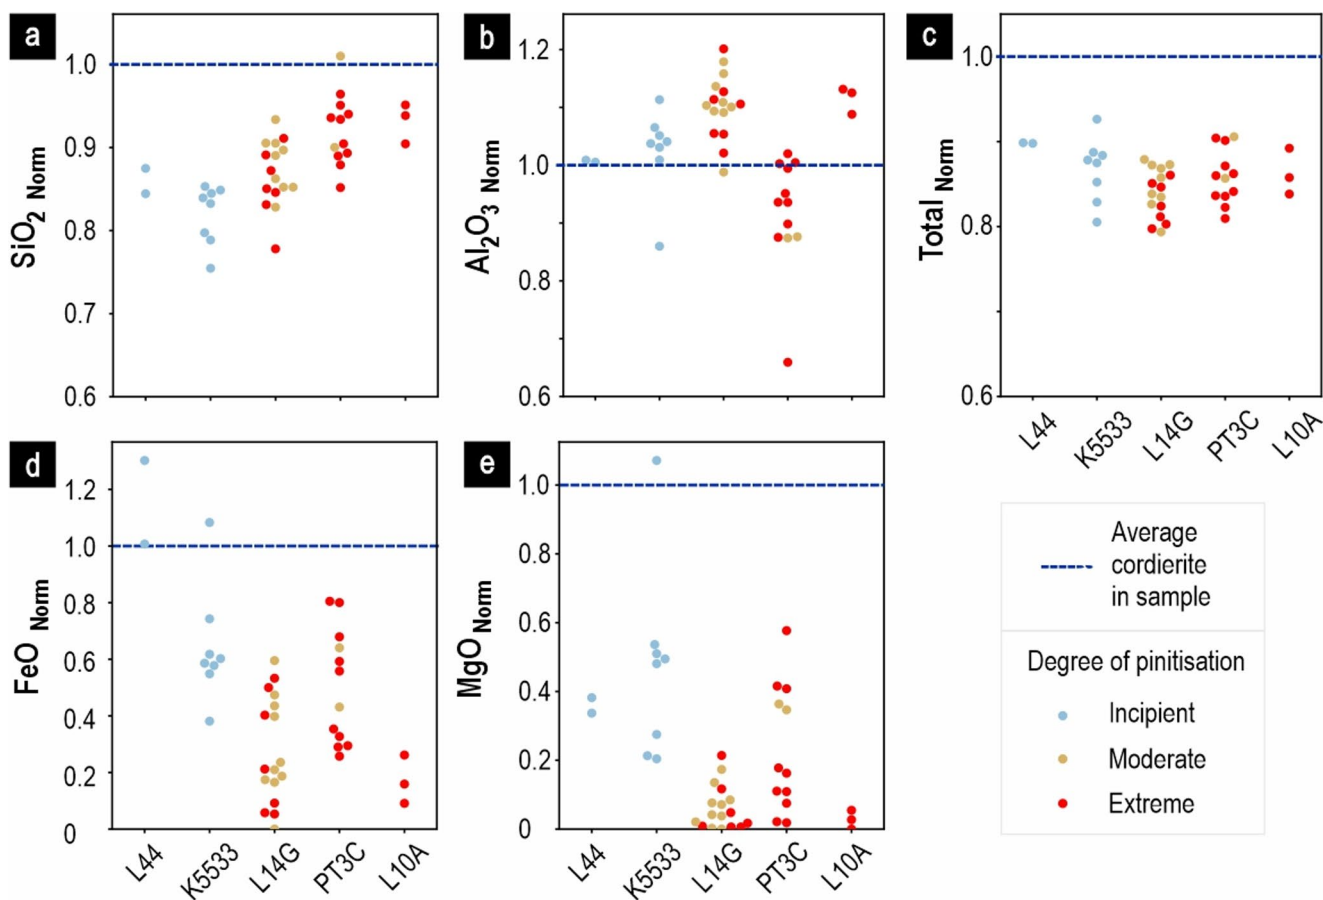 a
1.0
0.9
0.8
0.7
0.6
SiO2 Norm
b
1.2
1.0
0.8
0.6
Al2O3 Norm
c
1.0
0.8
0.6
Total Norm
L44
K5533
L14G
PT3C
L10A
d
1.2
1.0
0.8
0.6
0.4
0.2
0
FeO Norm
L44
K5533
L14G
PT3C
L10A
e
1.0
0.8
0.6
0.4
0.2
0
MgO Norm
L44
K5533
L14G
PT3C
L10A
Average
cordierite
in sample
Degree of pinitisation
Incipient
Moderate
Extreme